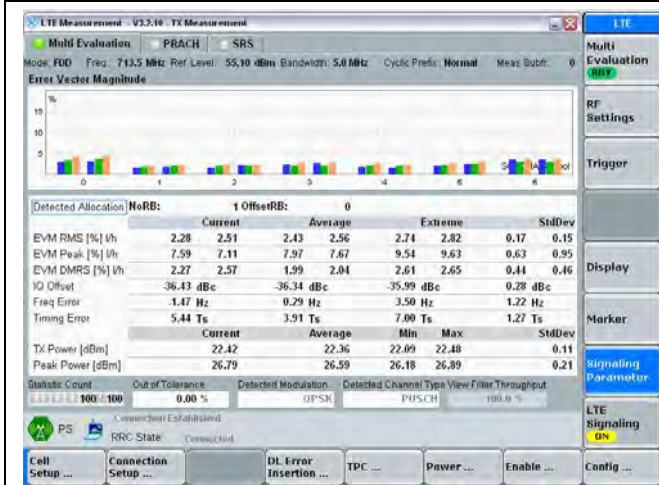 LTE Measurement - V3.2.10 - TX Measurement
LTE
Multi Evaluation PRACH SRS
Multi
Evaluation
RDY
Mode: FDD Freq.: 713.5 MHz Ref. Level: 55.10 dBm Bandwidth: 5.0 MHz Cyclic Prefix: Normal Meas Subfr.: 0
Error Vector Magnitude
%
15
10
5
0 1 2 3 4 5 6
RF
Settings
Trigger
Detected Allocation NoRB: 1 OffsetRB: 0
Current Average Extreme StdDev
EVM RMS [%] l/h 2.28 2.51 2.43 2.56 2.74 2.82 0.17 0.15
EVM Peak [%] l/h 7.59 7.11 7.97 7.67 9.54 9.63 0.63 0.95
EVM DMRS [%] l/h 2.27 2.57 1.99 2.04 2.61 2.65 0.44 0.46
IQ Offset -36.43 dBc -36.34 dBc -35.99 dBc 0.28 dBc
Freq Error -1.47 Hz 0.29 Hz 3.50 Hz 1.22 Hz
Timing Error 5.44 Ts 3.91 Ts 7.00 Ts 1.27 Ts
Current Average Min Max StdDev
TX Power [dBm] 22.42 22.36 22.09 22.48 0.11
Peak Power [dBm] 26.79 26.59 26.18 26.89 0.21
Display
Marker
Signaling
Parameter
Statistic Count Out of Tolerance Detected Modulation Detected Channel Type View Filter Throughput
100 / 100 0.00 % QPSK PUSCH 100.0 %
Connection Established
PS
RRC State: Connected
LTE
Signaling
ON
Cell
Setup ...
Connection
Setup ...
DL Error
Insertion ...
TPC ...
Power ...
Enable ...
Config ...